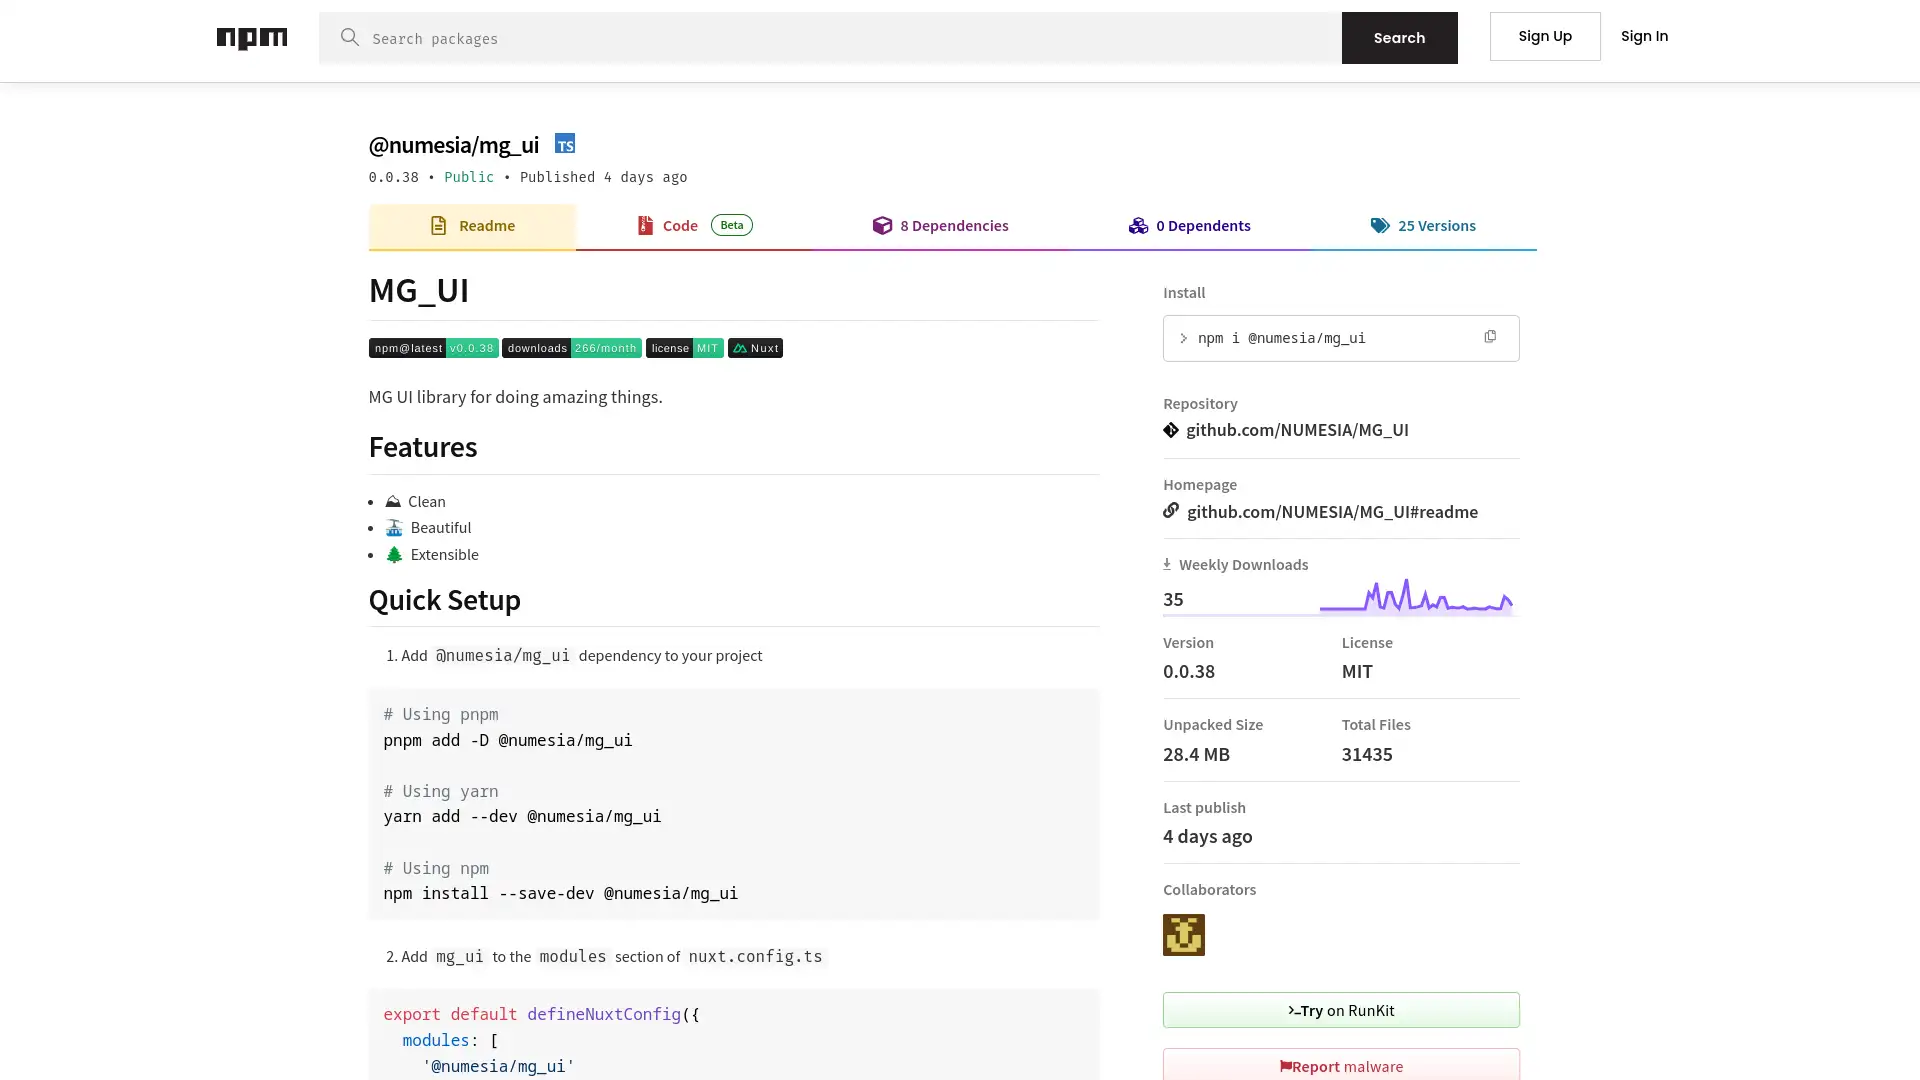 npm
Search packages
Search
Sign Up
Sign In
@numesia/mg_ui TS
0.0.38 • Public • Published 4 days ago
Readme
Code Beta
8 Dependencies
0 Dependents
25 Versions
MG_UI
npm@latest v0.0.38 downloads 266/month license MIT Nuxt
MG UI library for doing amazing things.
Features
• ⛰ Clean
• 🚠 Beautiful
• 🌲 Extensible
Quick Setup
1. Add @numesia/mg_ui dependency to your project
# Using pnpm
pnpm add -D @numesia/mg_ui
# Using yarn
yarn add --dev @numesia/mg_ui
# Using npm
npm install --save-dev @numesia/mg_ui
2. Add mg_ui to the modules section of nuxt.config.ts
export default defineNuxtConfig({
modules: [
'@numesia/mg_ui'
Install
npm i @numesia/mg_ui
Repository
github.com/NUMESIA/MG_UI
Homepage
github.com/NUMESIA/MG_UI#readme
Weekly Downloads
35
Version
0.0.38
License
MIT
Unpacked Size
28.4 MB
Total Files
31435
Last publish
4 days ago
Collaborators
Try on RunKit
Report malware